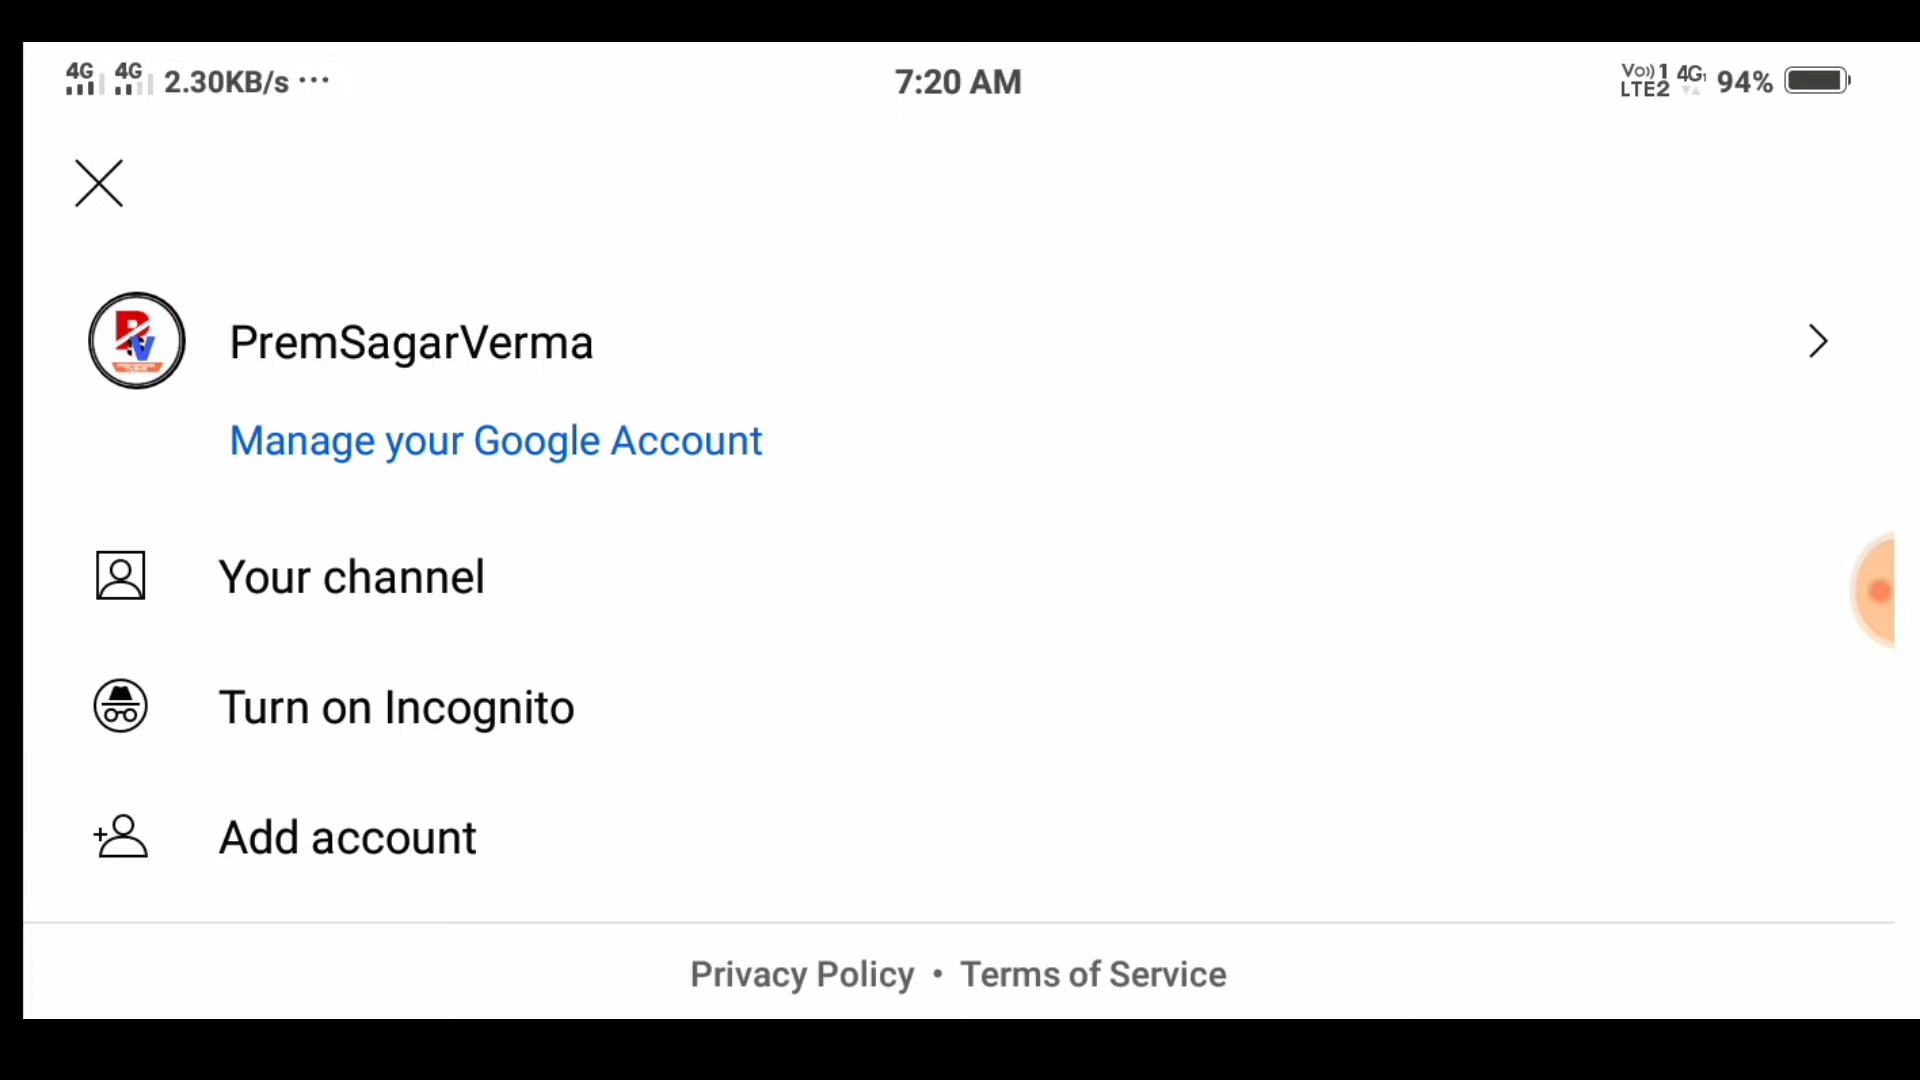 4G 4G 2.30KB/s ... 7:20 AM Vo)) 1 LTE2 4G 94%
PremSagarVerma
Manage your Google Account
Your channel
Turn on Incognito
Add account
Privacy Policy • Terms of Service